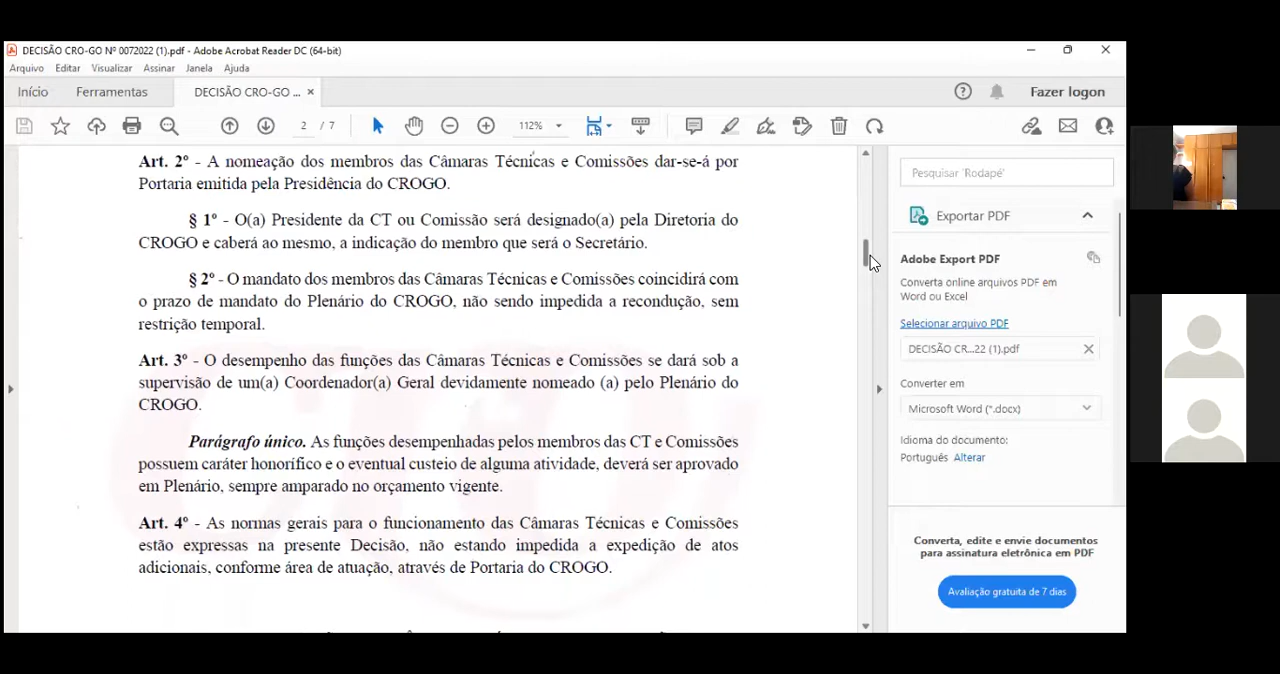 DECISÃO CRO-GO Nº 0072022 (1).pdf - Adobe Acrobat Reader DC (64-bit)
Arquivo Editar Visualizar Assinar Janela Ajuda
Início Ferramentas DECISÃO CRO-GO ... × Fazer logon
2 / 7 112%
Art. 2º - A nomeação dos membros das Câmaras Técnicas e Comissões dar-se-á por
Portaria emitida pela Presidência do CROGO.
§ 1º - O(a) Presidente da CT ou Comissão será designado(a) pela Diretoria do
CROGO e caberá ao mesmo, a indicação do membro que será o Secretário.
§ 2º - O mandato dos membros das Câmaras Técnicas e Comissões coincidirá com
o prazo de mandato do Plenário do CROGO, não sendo impedida a recondução, sem
restrição temporal.
Art. 3º - O desempenho das funções das Câmaras Técnicas e Comissões se dará sob a
supervisão de um(a) Coordenador(a) Geral devidamente nomeado (a) pelo Plenário do
CROGO.
Parágrafo único. As funções desempenhadas pelos membros das CT e Comissões
possuem caráter honorífico e o eventual custeio de alguma atividade, deverá ser aprovado
em Plenário, sempre amparado no orçamento vigente.
Art. 4º - As normas gerais para o funcionamento das Câmaras Técnicas e Comissões
estão expressas na presente Decisão, não estando impedida a expedição de atos
adicionais, conforme área de atuação, através de Portaria do CROGO.
Pesquisar 'Rodapé'
Exportar PDF
Adobe Export PDF
Converta online arquivos PDF em
Word ou Excel
Selecionar arquivo PDF
DECISÃO CR...22 (1).pdf
Converter em
Microsoft Word (*.docx)
Idioma do documento:
Português Alterar
Converta, edite e envie documentos
para assinatura eletrônica em PDF
Avaliação gratuita de 7 dias